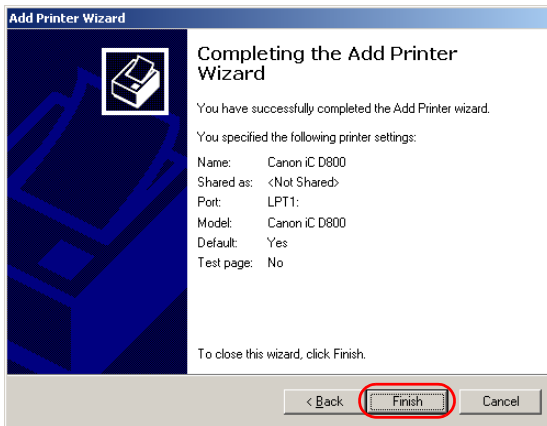 Add Printer Wizard
Completing the Add Printer
Wizard
You have successfully completed the Add Printer wizard.
You specified the following printer settings:
Name: Canon iC D800
Shared as: <Not Shared>
Port: LPT1:
Model: Canon iC D800
Default: Yes
Test page: No
To close this wizard, click Finish.
< Back Finish Cancel